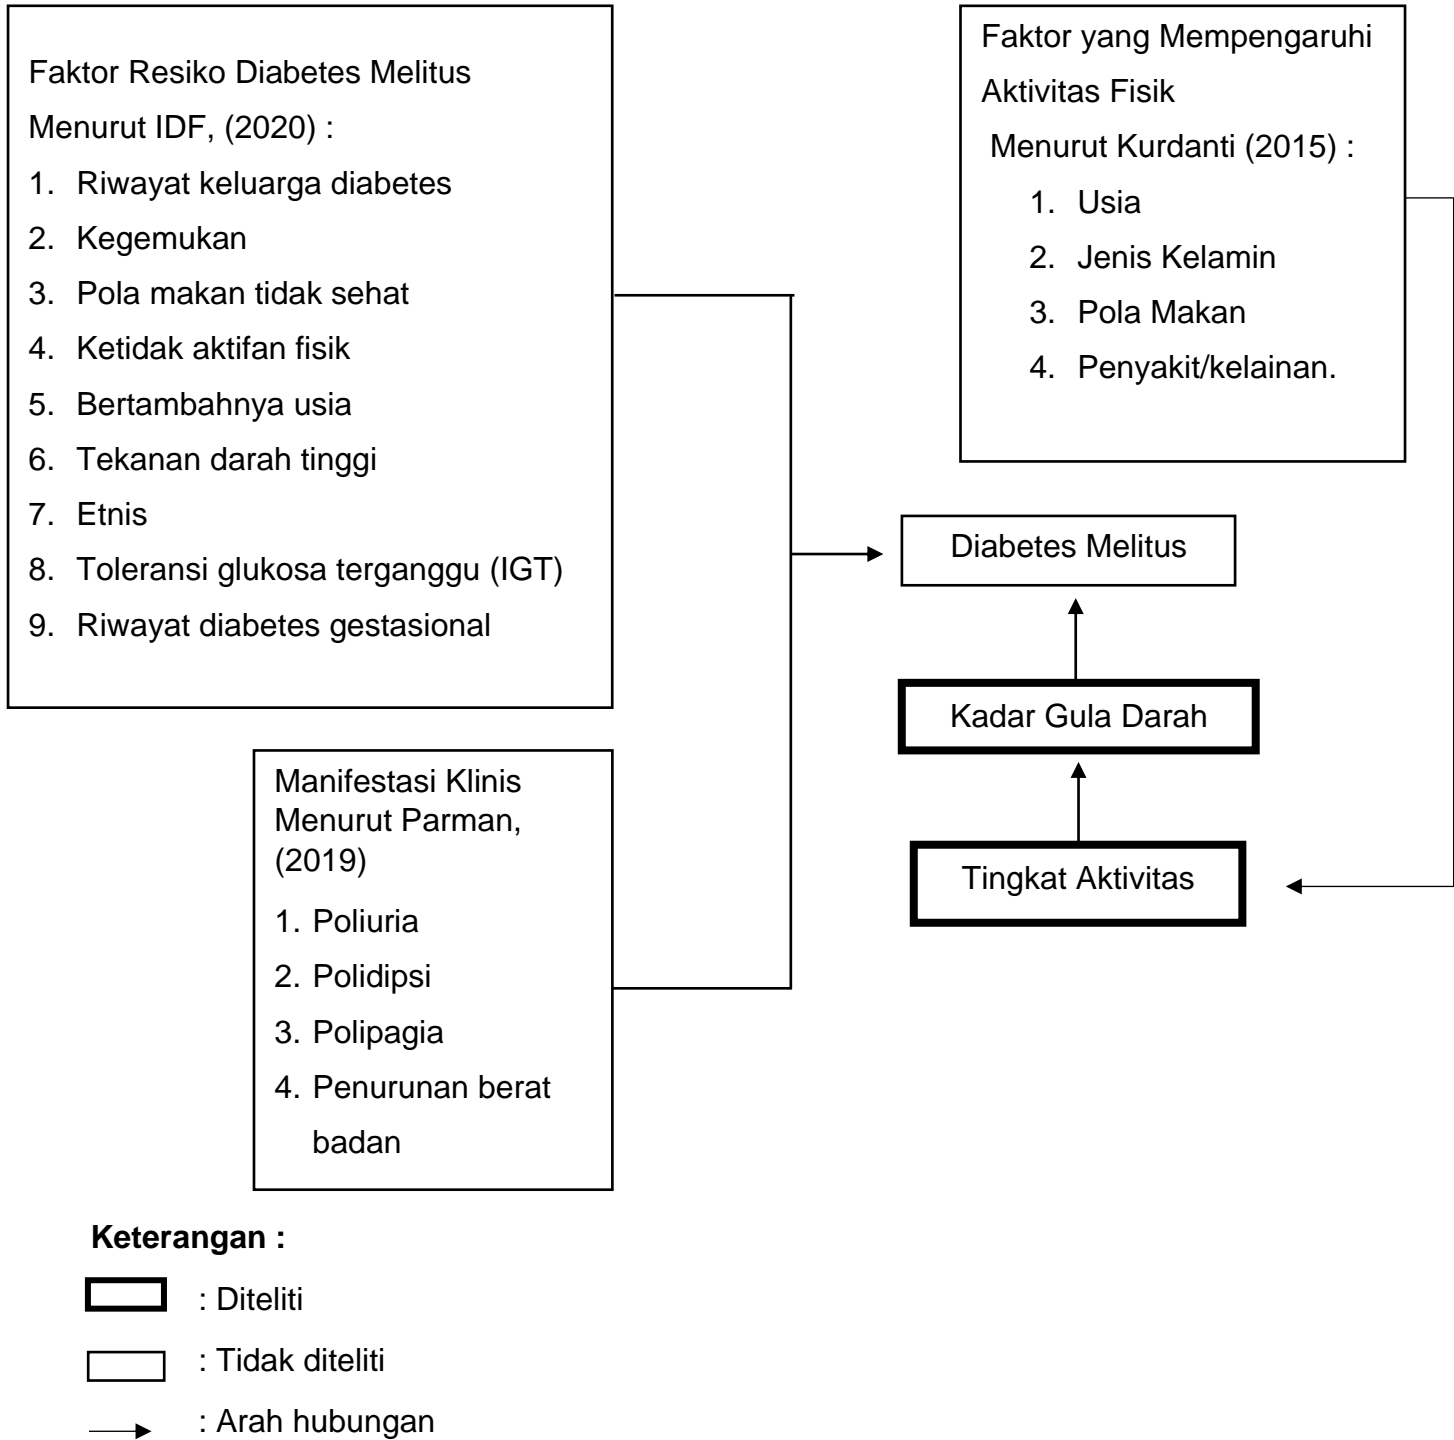 Faktor Resiko Diabetes Melitus
Menurut IDF, (2020) :
1. Riwayat keluarga diabetes
2. Kegemukan
3. Pola makan tidak sehat
4. Ketidak aktifan fisik
5. Bertambahnya usia
6. Tekanan darah tinggi
7. Etnis
8. Toleransi glukosa terganggu (IGT)
9. Riwayat diabetes gestasional
Faktor yang Mempengaruhi
Aktivitas Fisik
Menurut Kurdanti (2015) :
1. Usia
2. Jenis Kelamin
3. Pola Makan
4. Penyakit/kelainan.
Diabetes Melitus
Kadar Gula Darah
Tingkat Aktivitas
Manifestasi Klinis
Menurut Parman,
(2019)
1. Poliuria
2. Polidipsi
3. Polipagia
4. Penurunan berat
badan
Keterangan :
: Diteliti
: Tidak diteliti
: Arah hubungan